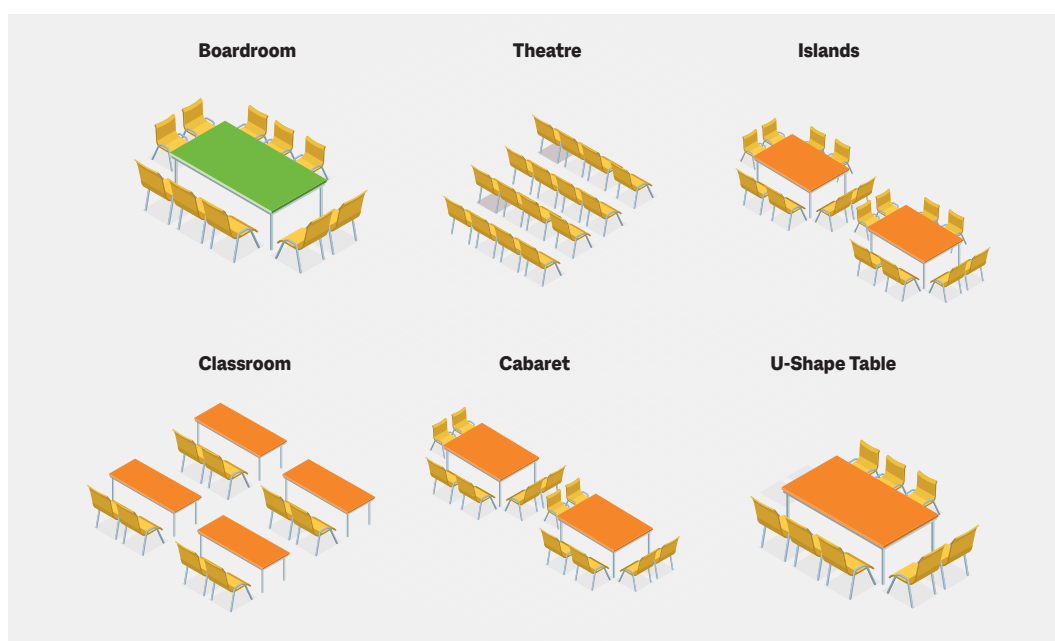 Boardroom
Theatre
Islands
Classroom
Cabaret
U-Shape Table